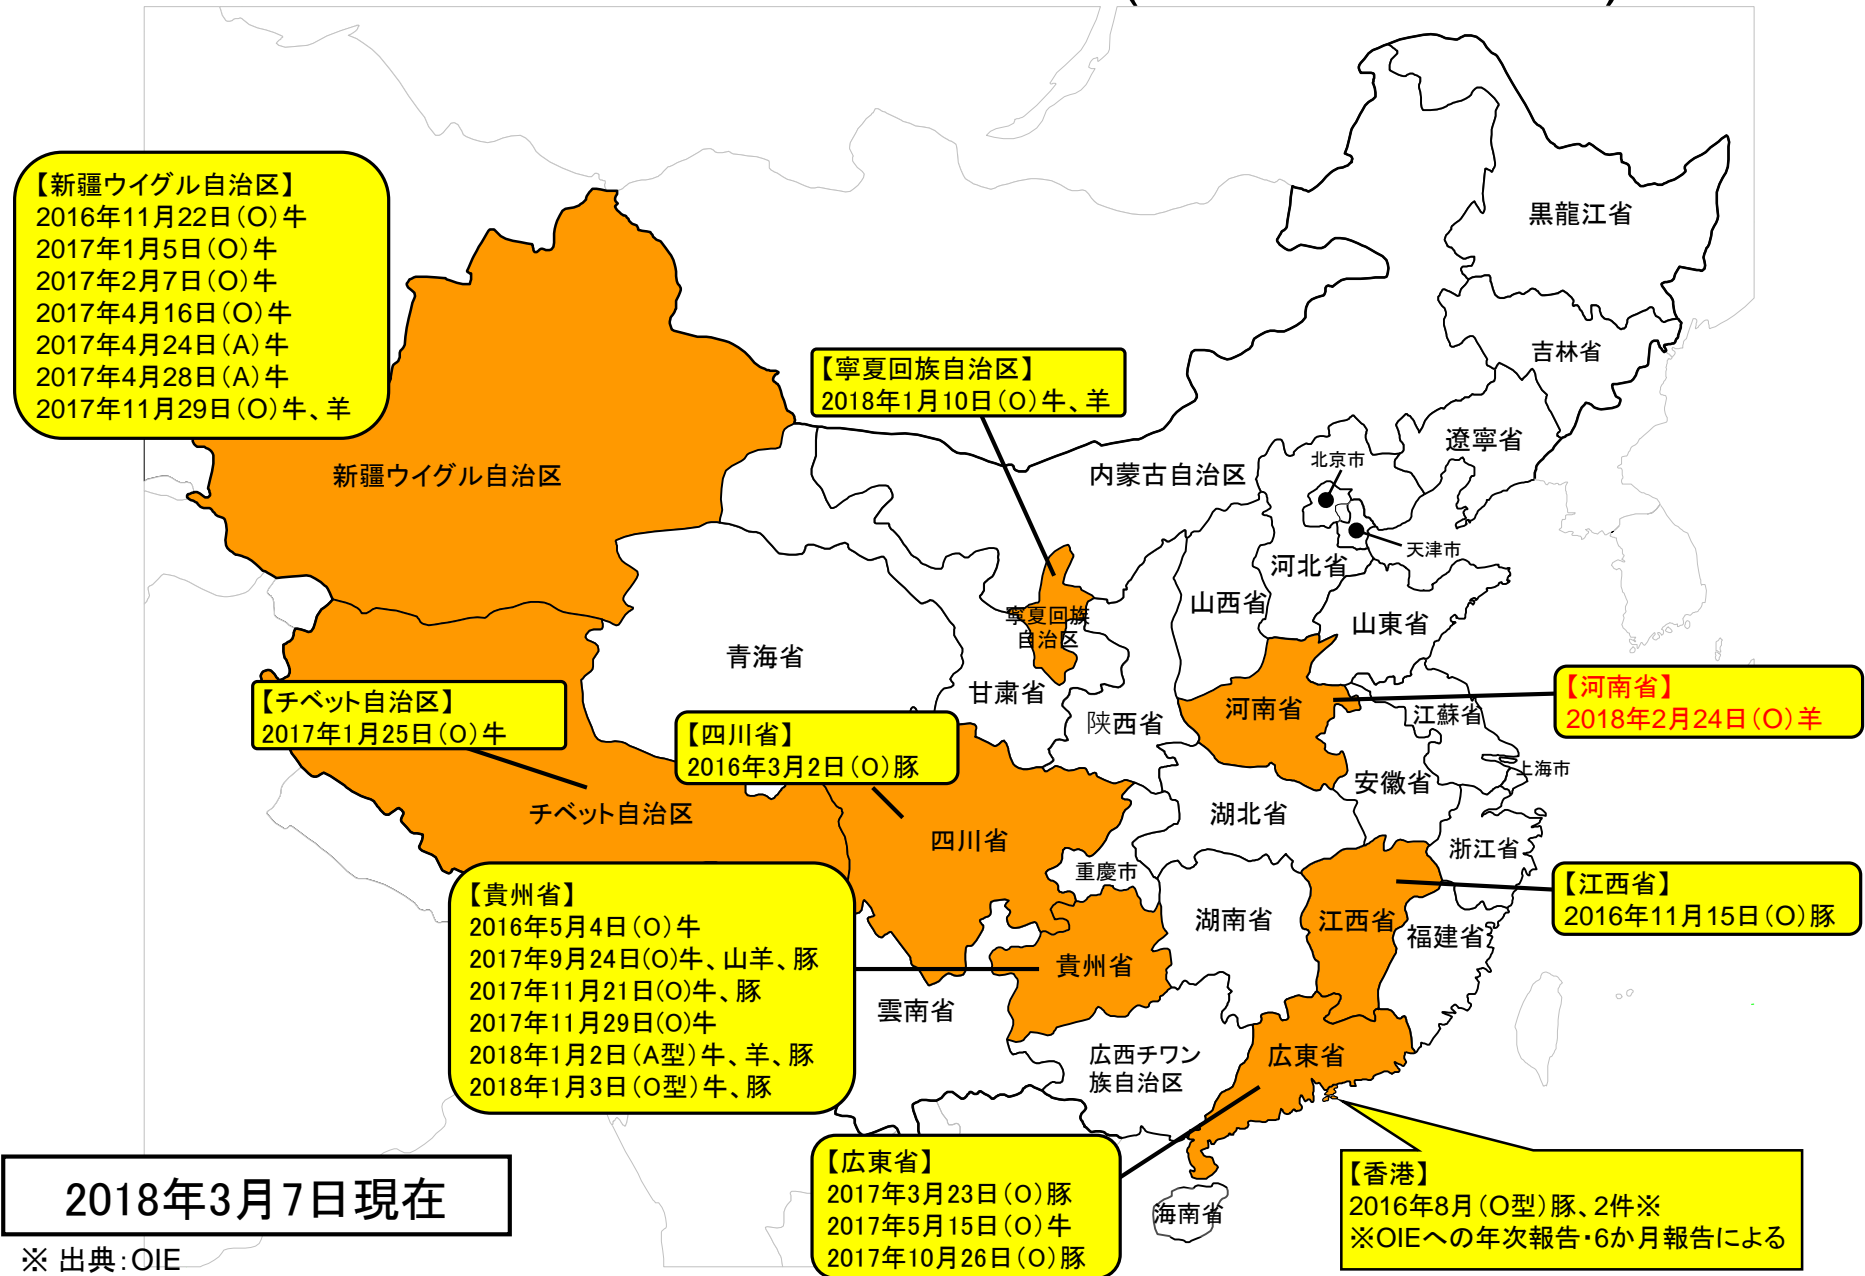 【新疆ウイグル自治区】
2016年11月22日(O)牛
2017年1月5日(O)牛
2017年2月7日(O)牛
2017年4月16日(O)牛
2017年4月24日(A)牛
2017年4月28日(A)牛
2017年11月29日(O)牛、羊
黒龍江省
吉林省
【寧夏回族自治区】
2018年1月10日(O)牛、羊
遼寧省
北京市
内蒙古自治区
新疆ウイグル自治区
天津市
河北省
山西省
寧夏回族
自治区
山東省
青海省
甘粛省
【チベット自治区】
2017年1月25日(O)牛
【四川省】
2016年3月2日(O)豚
陝西省
河南省
江蘇省
【河南省】
2018年2月24日(O)羊
上海市
安徽省
チベット自治区
湖北省
四川省
浙江省
重慶市
【江西省】
2016年11月15日(O)豚
【貴州省】
2016年5月4日(O)牛
2017年9月24日(O)牛、山羊、豚
2017年11月21日(O)牛、豚
2017年11月29日(O)牛
2018年1月2日(A型)牛、羊、豚
2018年1月3日(O型)牛、豚
湖南省
江西省
福建省
貴州省
雲南省
広西チワン
族自治区
広東省
【広東省】
2017年3月23日(O)豚
2017年5月15日(O)牛
2017年10月26日(O)豚
海南省
【香港】
2016年8月(O型)豚、2件※
※OIEへの年次報告・6か月報告による
2018年3月7日現在
※ 出典:OIE